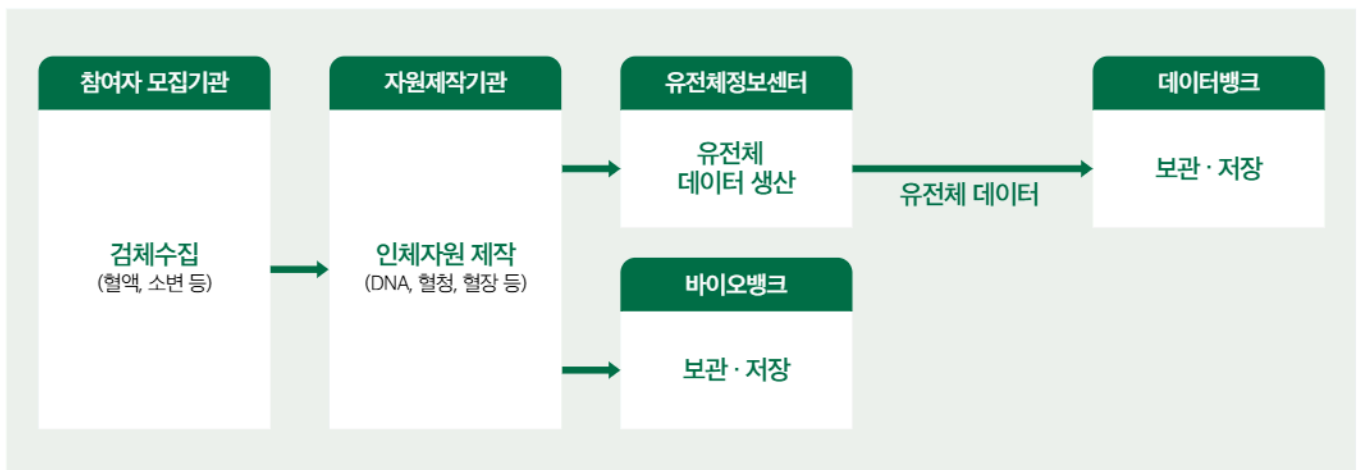 참여자 모집기관
검체수집
(혈액, 소변 등)
자원제작기관
인체자원 제작
(DNA, 혈청, 혈장 등)
유전체정보센터
유전체
데이터 생산
유전체 데이터
데이터뱅크
보관 · 저장
바이오뱅크
보관 · 저장